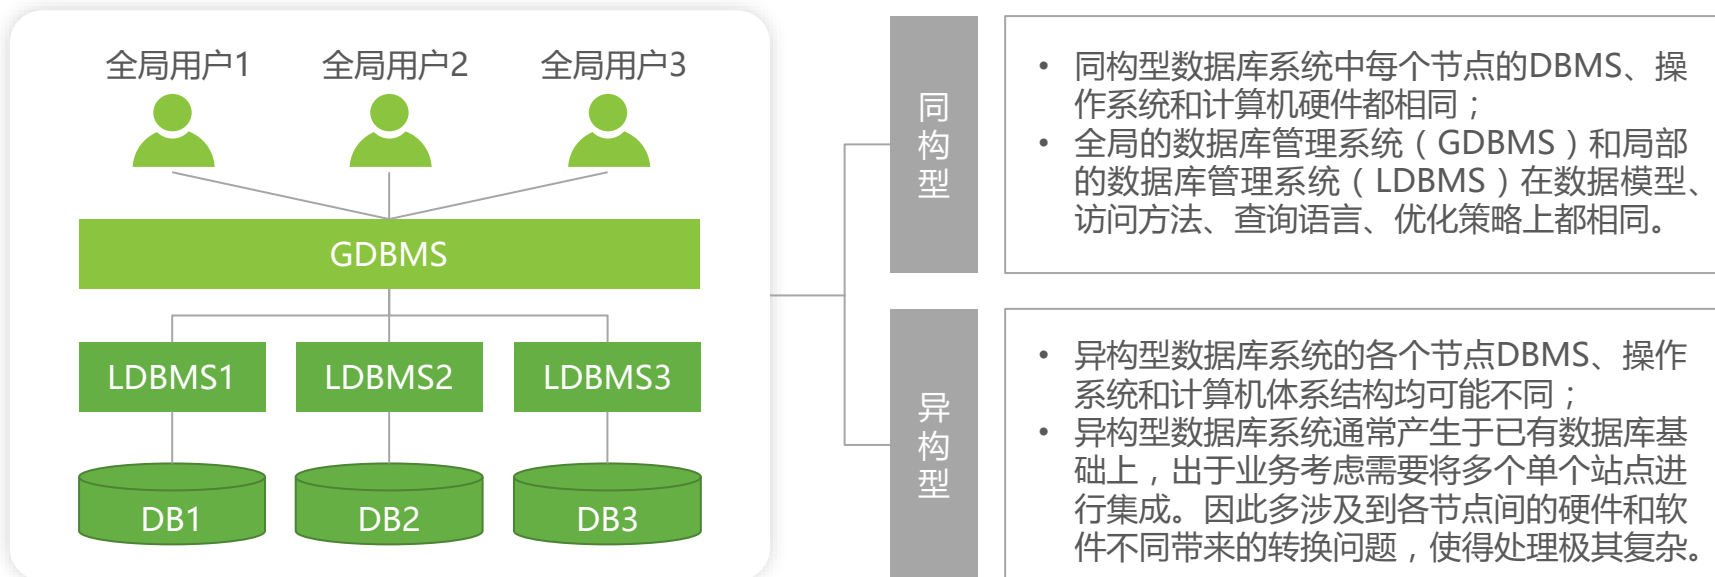 全局用户1 全局用户2 全局用户3
GDBMS
LDBMS1 LDBMS2 LDBMS3
DB1 DB2 DB3
同构型
• 同构型数据库系统中每个节点的DBMS、操
作系统和计算机硬件都相同；
• 全局的数据库管理系统（GDBMS）和局部
的数据库管理系统（LDBMS）在数据模型、
访问方法、查询语言、优化策略上都相同。
异构型
• 异构型数据库系统的各个节点DBMS、操作
系统和计算机体系结构均可能不同；
• 异构型数据库系统通常产生于已有数据库基
础上，出于业务考虑需要将多个单个站点进
行集成。因此多涉及到各节点间的硬件和软
件不同带来的转换问题，使得处理极其复杂。